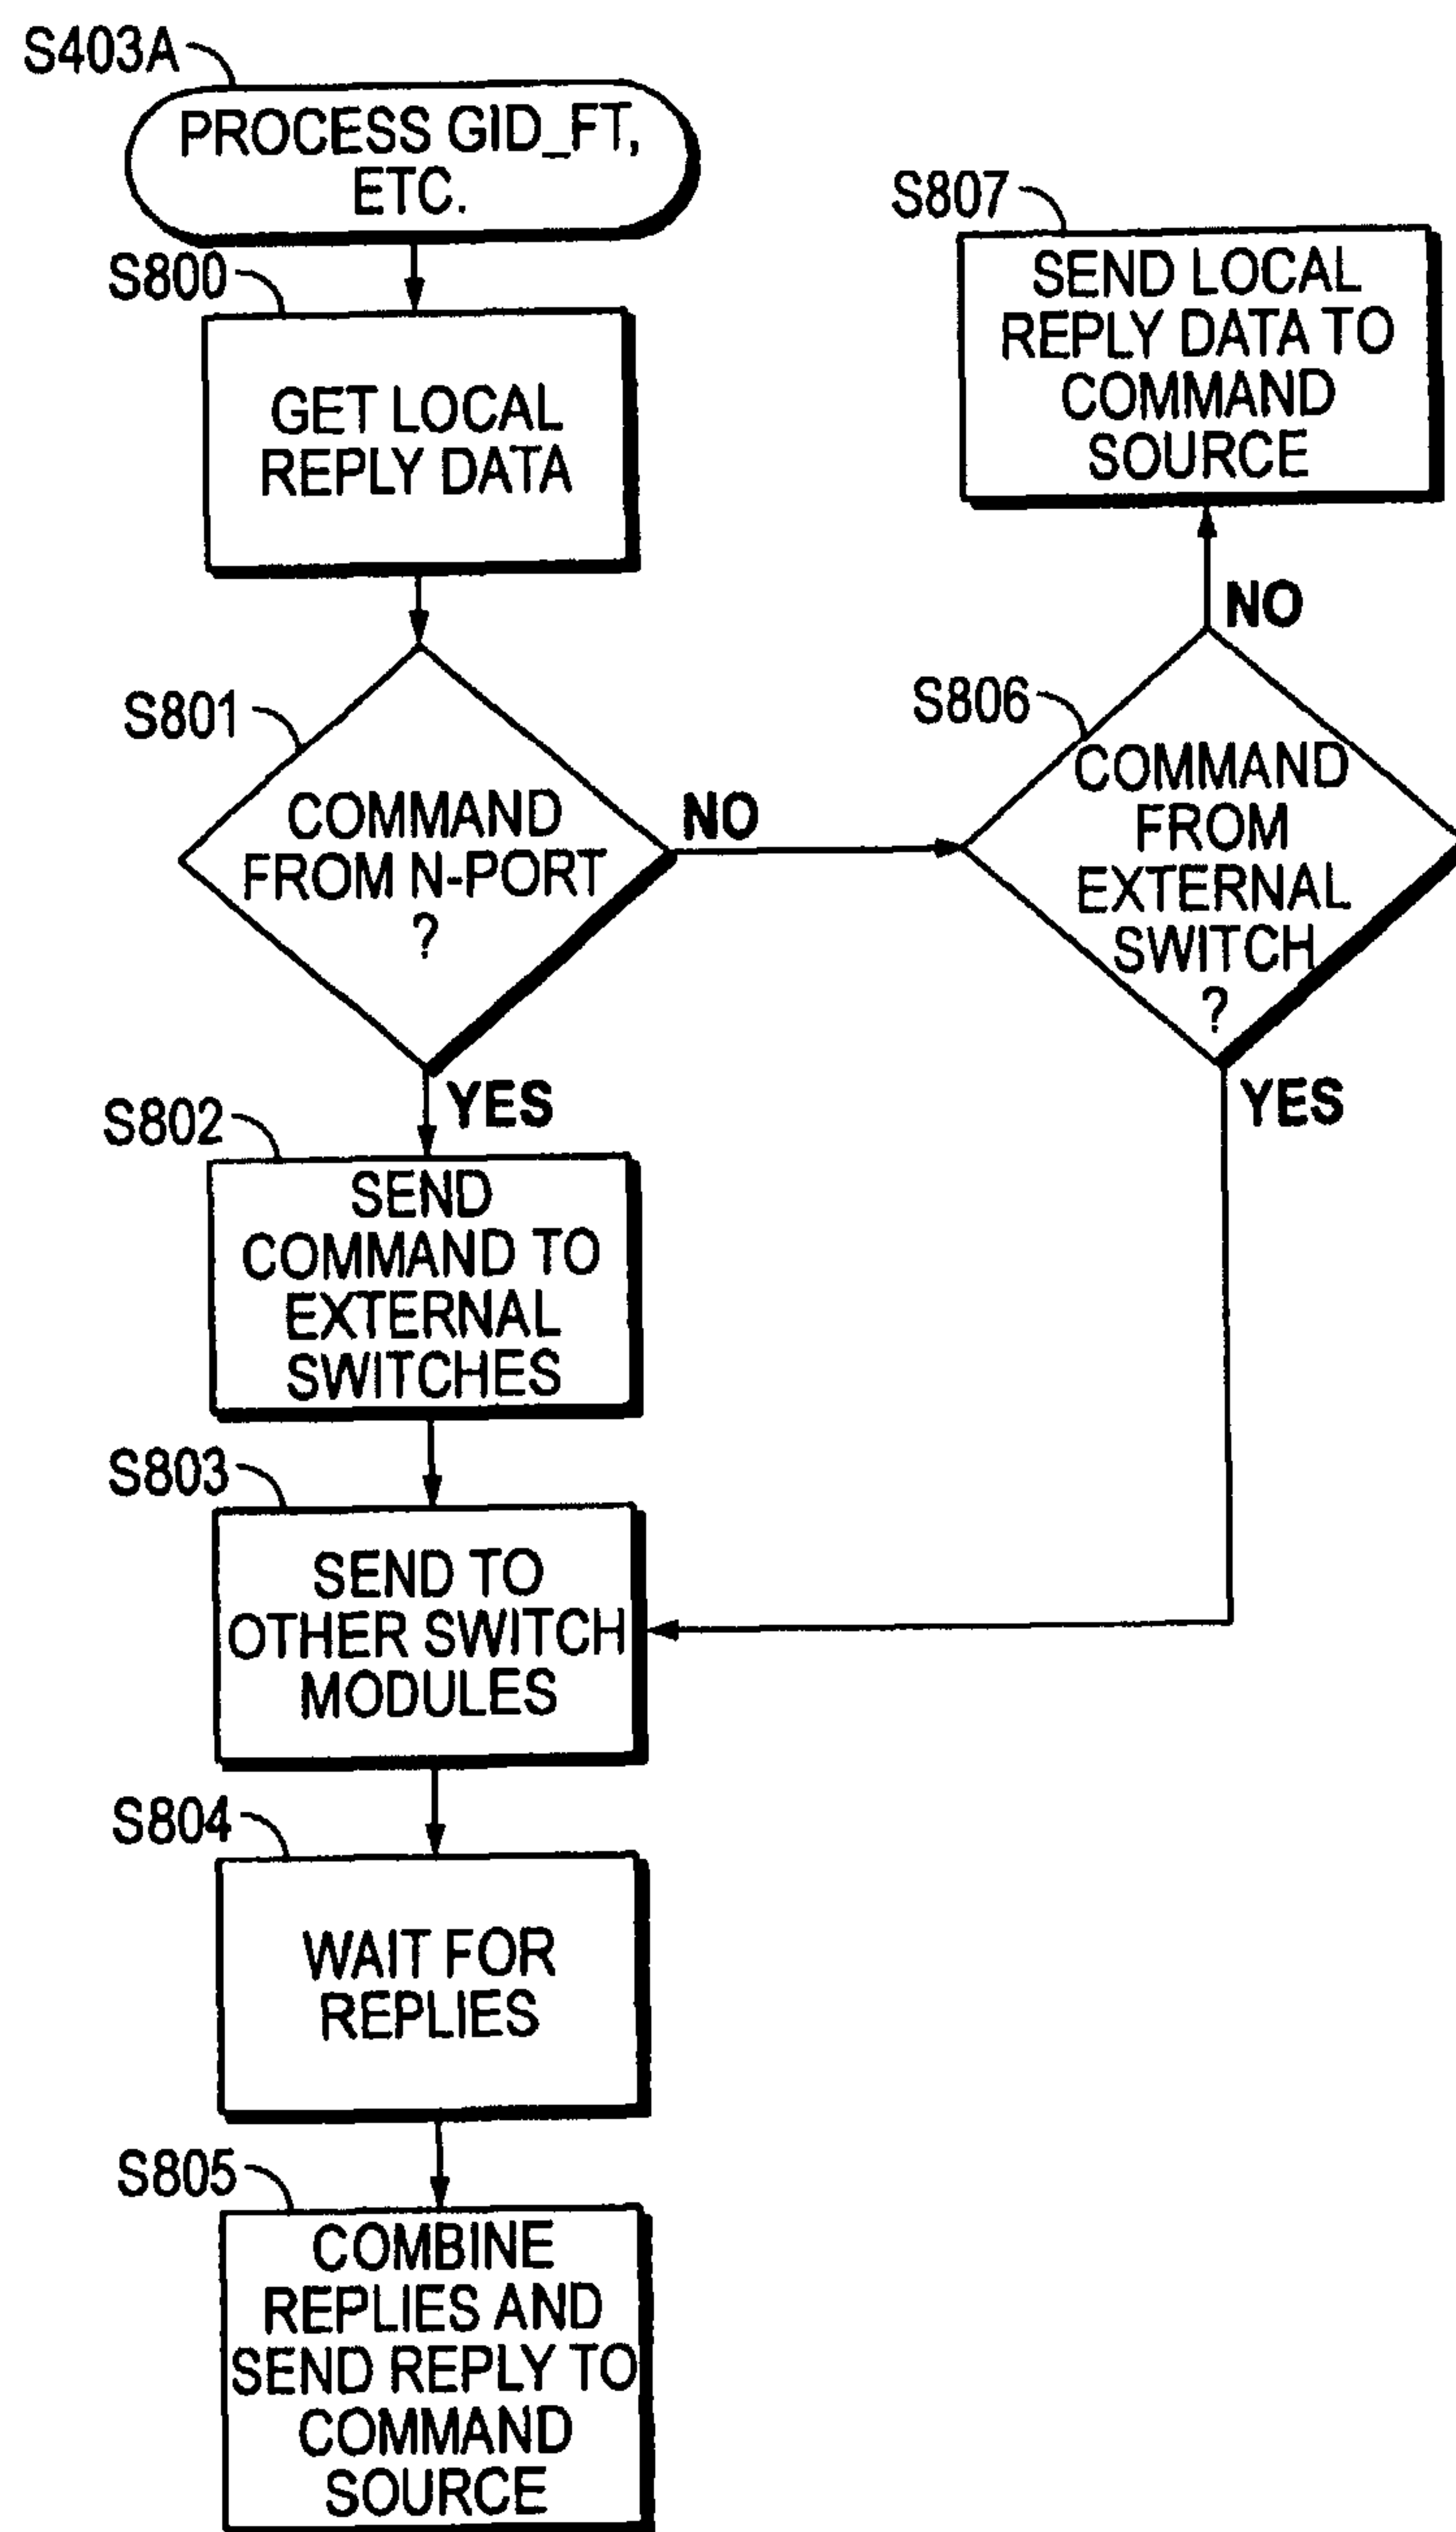 S403A
PROCESS GID_FT,
ETC.
S800
GET LOCAL
REPLY DATA
S801
COMMAND
FROM N-PORT
?
NO
YES
S802
SEND
COMMAND TO
EXTERNAL
SWITCHES
S803
SEND TO
OTHER SWITCH
MODULES
S804
WAIT FOR
REPLIES
S805
COMBINE
REPLIES AND
SEND REPLY TO
COMMAND
SOURCE
S807
SEND LOCAL
REPLY DATA TO
COMMAND
SOURCE
NO
S806
COMMAND
FROM
EXTERNAL
SWITCH
?
YES